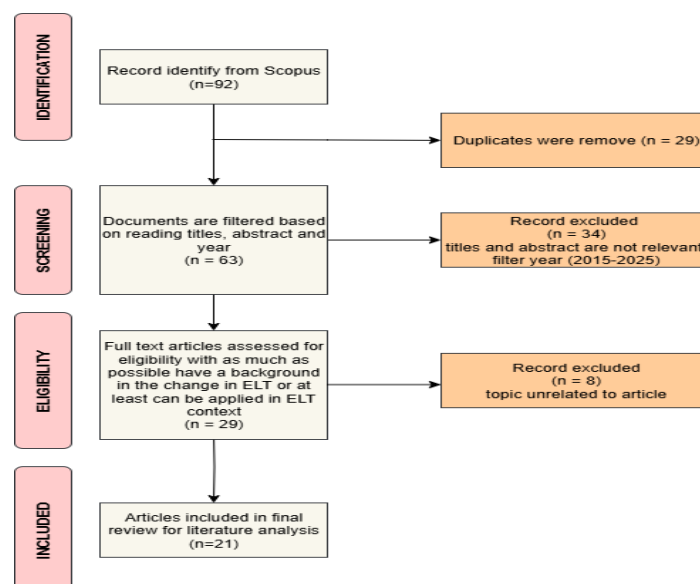 IDENTIFICATION
Record identify from Scopus
(n=92)
Duplicates were remove (n = 29)
SCREENING
Documents are filtered based
on reading titles, abstract and
year
(n = 63)
Record excluded
(n = 34)
titles and abstract are not relevant
filter year (2015-2025)
ELIGIBILITY
Full text articles assessed for
eligibility with as much as
possible have a background
in the change in ELT or at
least can be applied in ELT
context
(n = 29)
Record excluded
(n = 8)
topic unrelated to article
INCLUDED
Articles included in final
review for literature analysis
(n=21)